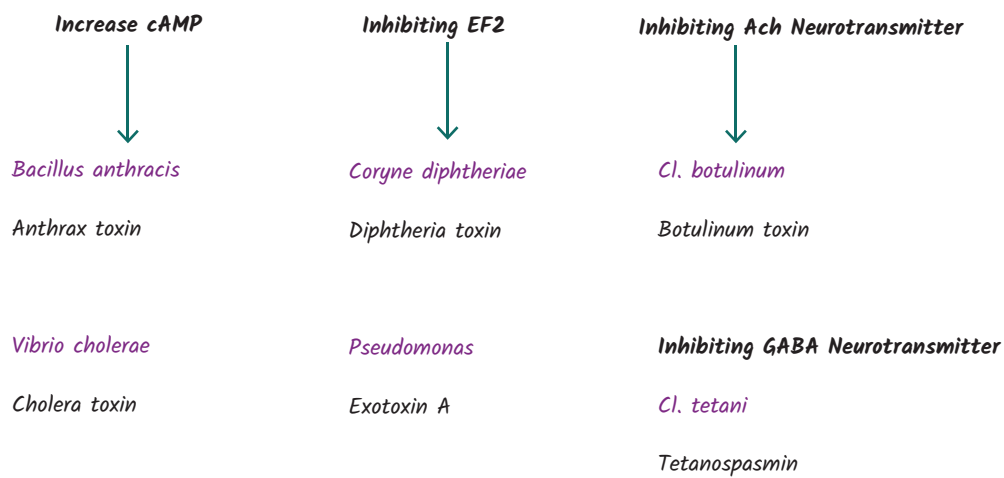 Increase cAMP
Bacillus anthracis
Anthrax toxin
Vibrio cholerae
Cholera toxin
Inhibiting EF2
Coryne diphtheriae
Diphtheria toxin
Pseudomonas
Exotoxin A
Inhibiting Ach Neurotransmitter
Cl. botulinum
Botulinum toxin
Inhibiting GABA Neurotransmitter
Cl. tetani
Tetanospasmin